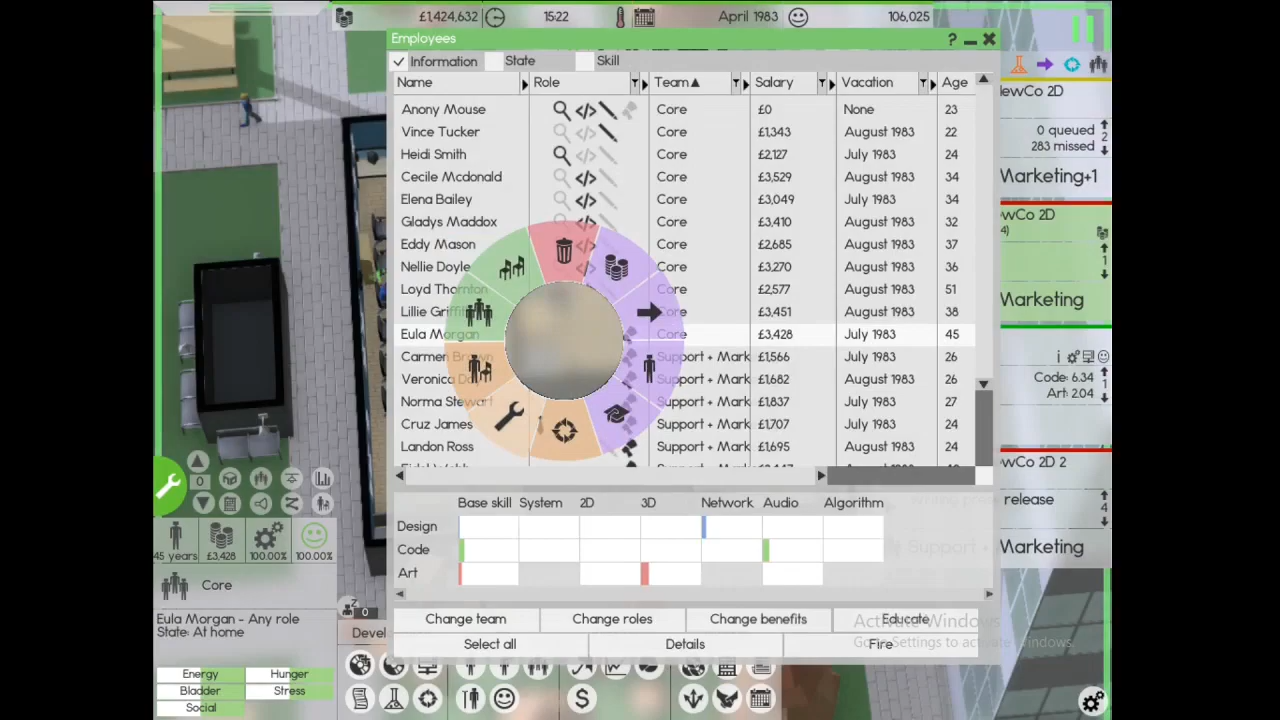 £1,424,632 15:22 April 1983 106,025
Employees ?
Information State Skill
Name Role Team▲ Salary Vacation Age
Anony Mouse Core £0 None 23
Vince Tucker Core £1,343 August 1983 22
Heidi Smith Core £2,127 July 1983 24
Cecile Mcdonald Core £3,529 August 1983 34
Elena Bailey Core £3,049 July 1983 34
Gladys Maddox Core £3,410 August 1983 32
Eddy Mason Core £2,685 August 1983 37
Nellie Doyle Core £3,270 August 1983 36
Loyd Thornton Core £2,577 August 1983 51
Lillie Griff Core £3,451 August 1983 38
Eula Morgan Core £3,428 July 1983 45
Carmen Support + Mark £1,566 July 1983 26
Veronica Support + Mark £1,682 August 1983 26
Norma Stewart Support + Mark £1,837 July 1983 27
Cruz James Support + Mark £1,707 July 1983 24
Landon Ross Support + Mark £1,695 July 1983 24
Base skill System 2D 3D Network Audio Algorithm
Design
Code
Art
Change team Change roles Change benefits Educate
Select all Details Fire
Activate Windows
Go to Settings to activate Windows.
ewCo 2D
0 queued
283 missed
2
Marketing+1
wCo 2D
4)
1
Marketing
Code: 6.34
Art: 2.04
1
wCo 2D 2
release
4
Support + Marketing
0
45 years £3,428 100.00% 100.00%
Core
Eula Morgan - Any role
State: At home
Energy Hunger
Bladder Stress
Social
Z
0
Devel